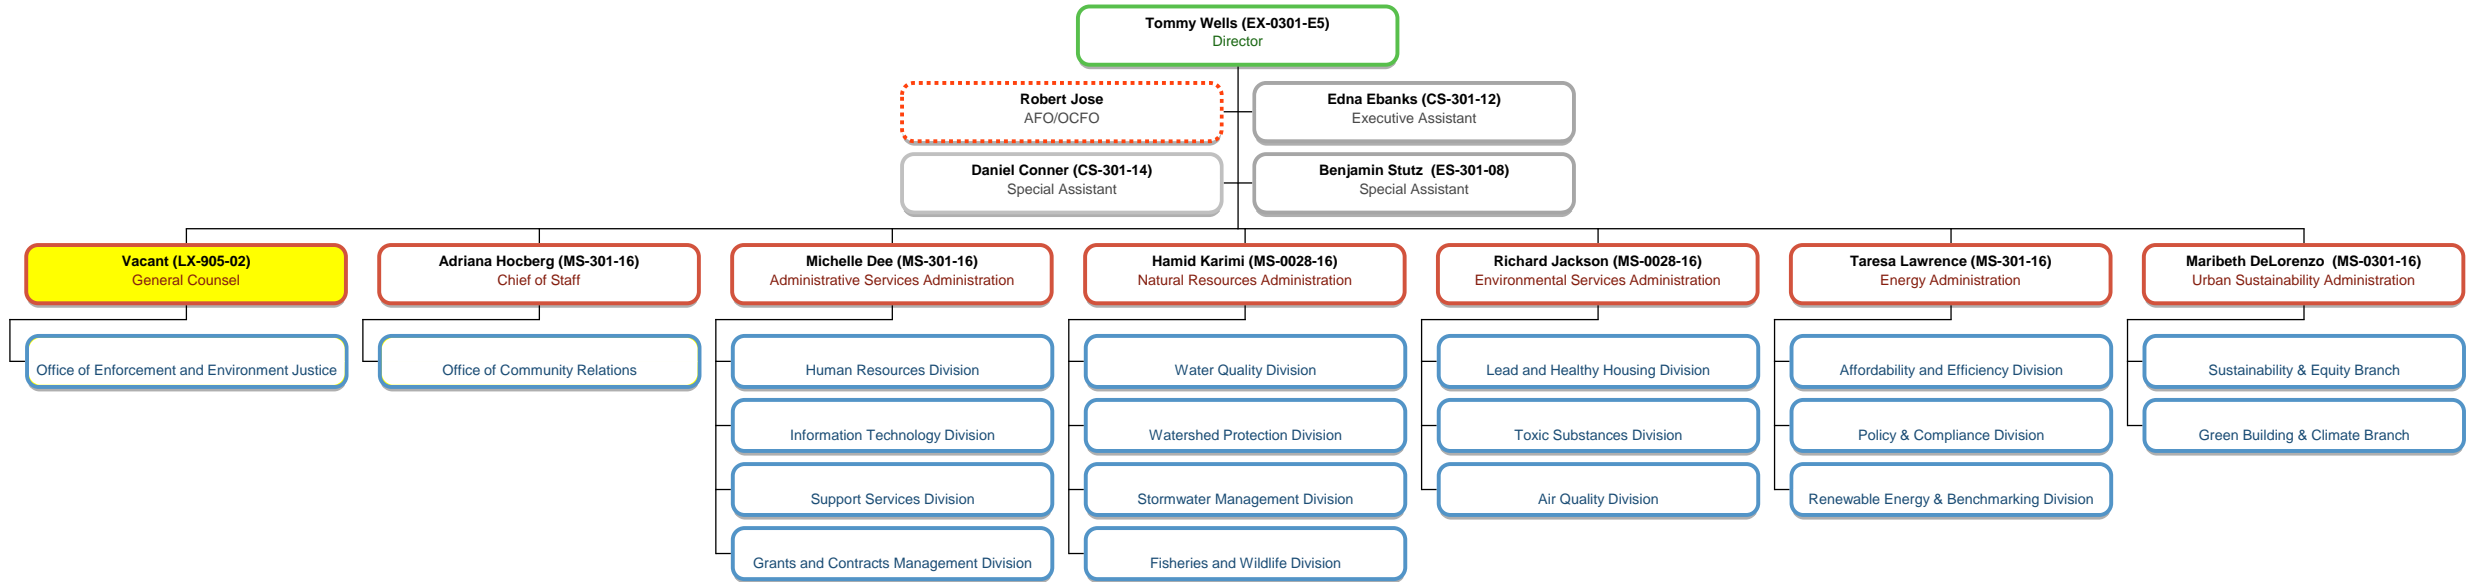 Tommy Wells (EX-0301-E5)
Director
Robert Jose
AFO/OCFO
Edna Ebanks (CS-301-12)
Executive Assistant
Daniel Conner (CS-301-14)
Special Assistant
Benjamin Stutz  (ES-301-08)
Special Assistant
Vacant (LX-905-02)
General Counsel
Office of Enforcement and Environment Justice
Adriana Hocberg (MS-301-16)
Chief of Staff
Office of Community Relations
Michelle Dee (MS-301-16)
Administrative Services Administration
Human Resources Division
Information Technology Division
Support Services Division
Grants and Contracts Management Division
Hamid Karimi (MS-0028-16)
Natural Resources Administration
Water Quality Division
Watershed Protection Division
Stormwater Management Division
Fisheries and Wildlife Division
Richard Jackson (MS-0028-16)
Environmental Services Administration
Lead and Healthy Housing Division
Toxic Substances Division
Air Quality Division
Taresa Lawrence (MS-301-16)
Energy Administration
Affordability and Efficiency Division
Policy & Compliance Division
Renewable Energy & Benchmarking Division
Maribeth DeLorenzo  (MS-0301-16)
Urban Sustainability Administration
Sustainability & Equity Branch
Green Building & Climate Branch